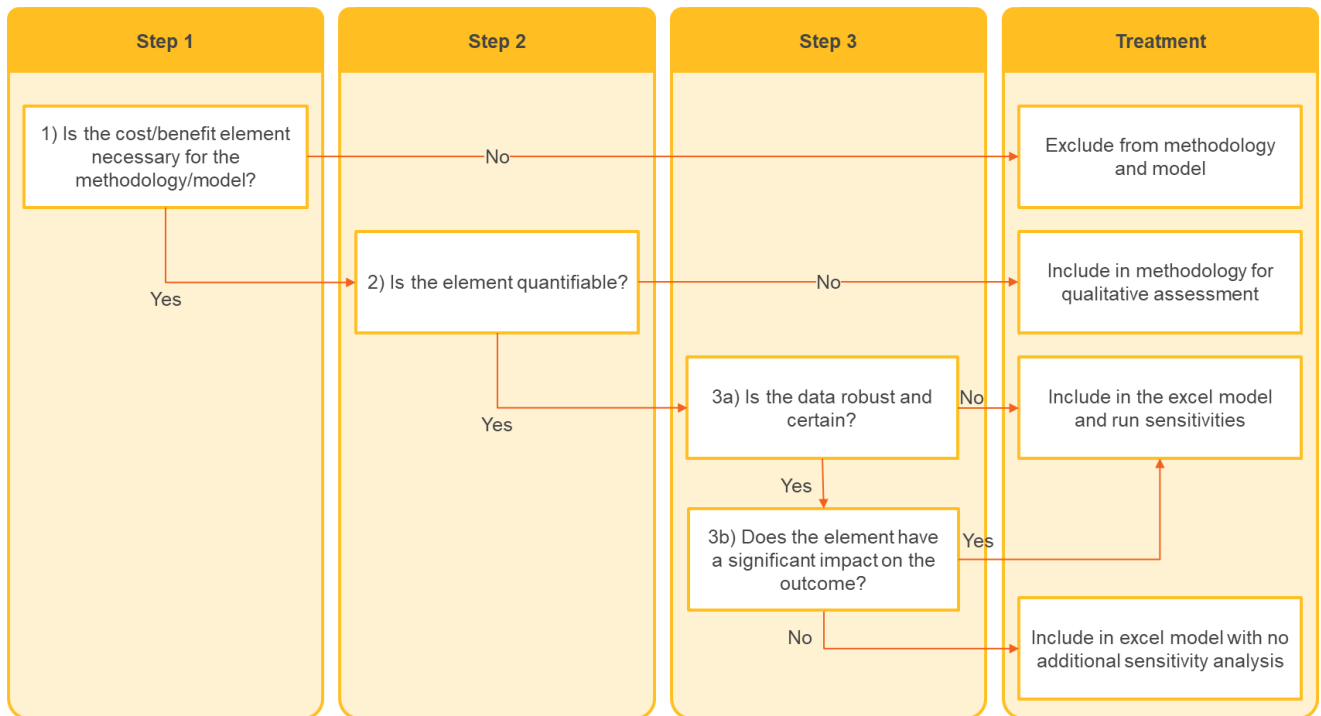 Step 1
Step 2
Step 3
Treatment
1) Is the cost/benefit element
necessary for the
methodology/model?
No
Exclude from methodology
and model
Yes
2) Is the element quantifiable?
No
Include in methodology for
qualitative assessment
Yes
3a) Is the data robust and
certain?
No
Include in the excel model
and run sensitivities
Yes
3b) Does the element have
a significant impact on the
outcome?
Yes
No
Include in excel model with no
additional sensitivity analysis